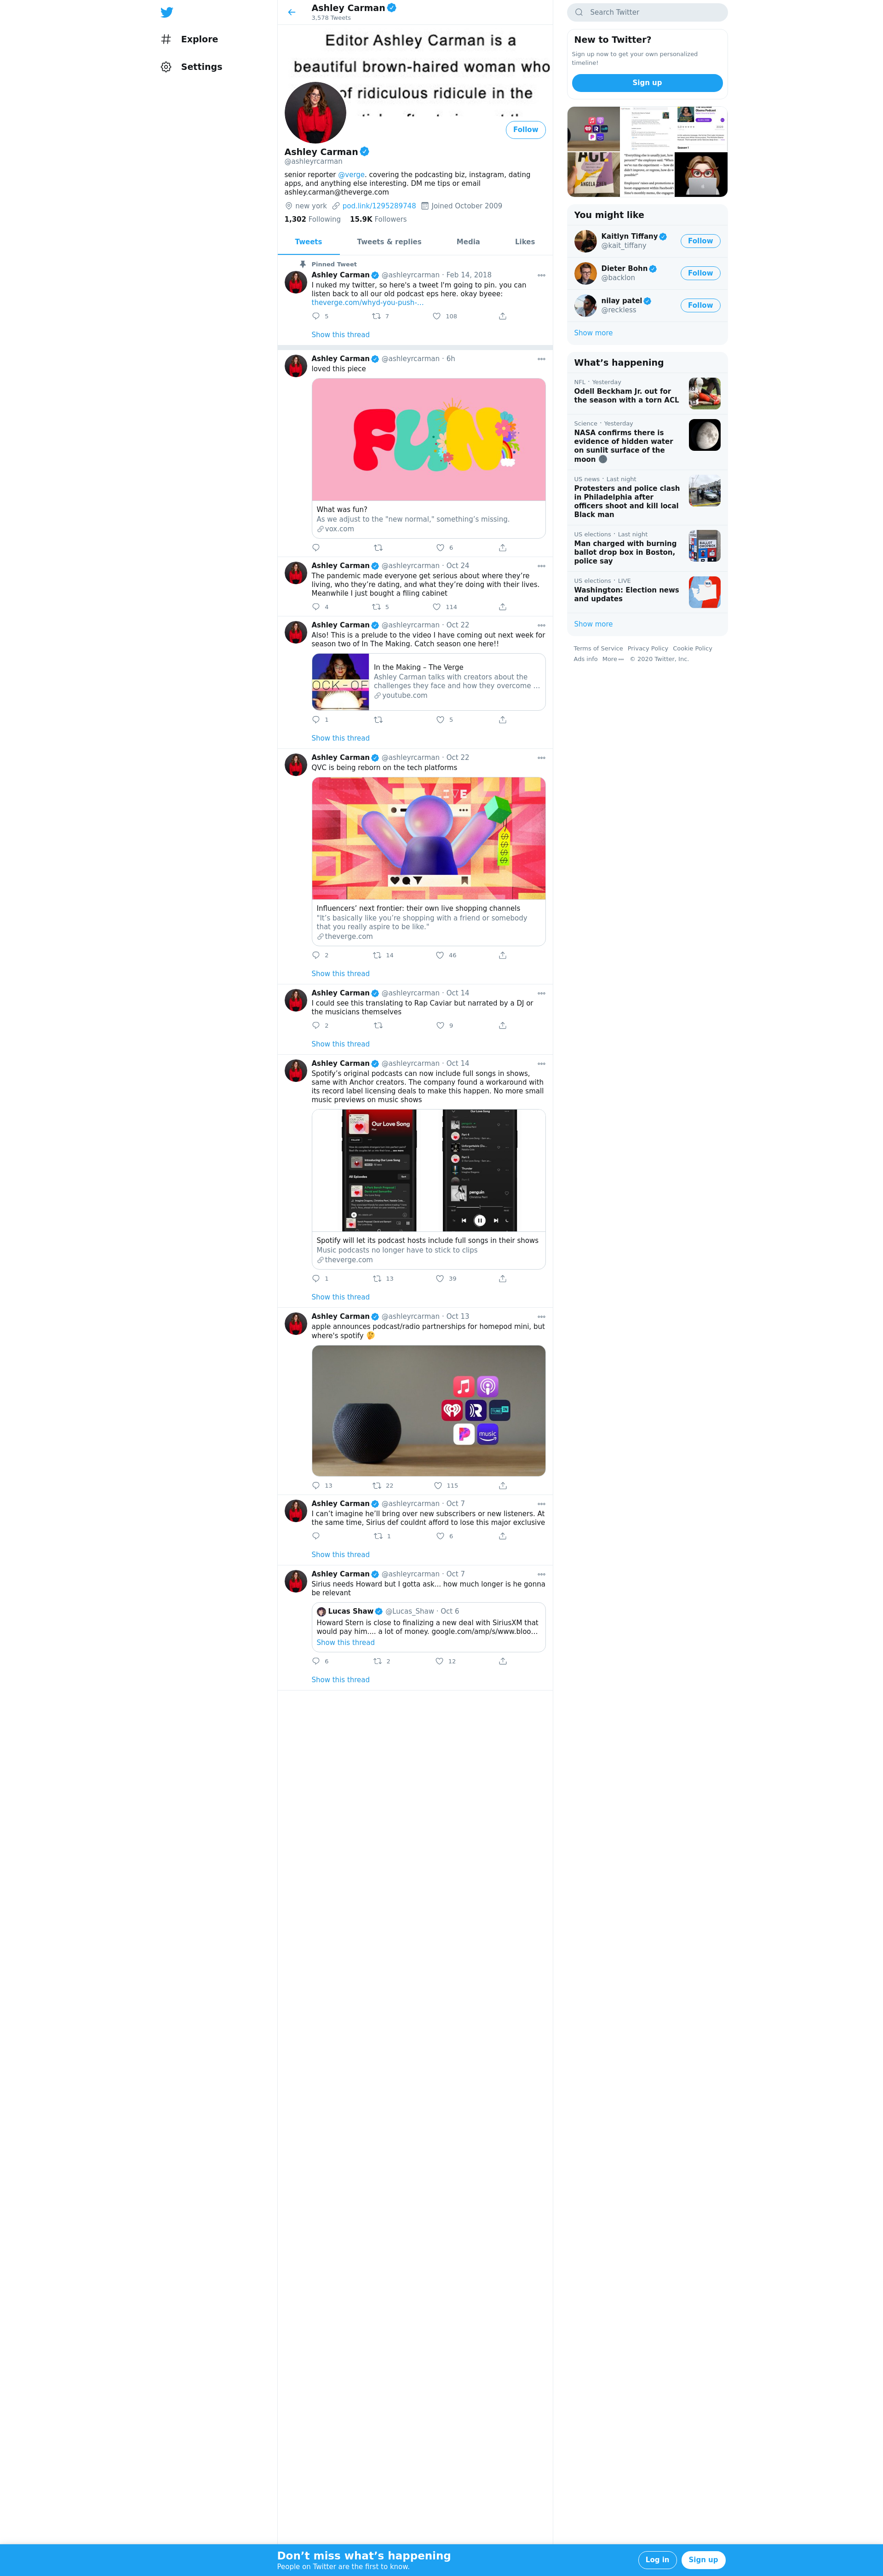 Explore
Settings
Ashley Carman
3,578 Tweets
Editor Ashley Carman is a
beautiful brown-haired woman who
of ridiculous ridicule in the
Follow
Ashley Carman
@ashleyrcarman
senior reporter @verge. covering the podcasting biz, instagram, dating
apps, and anything else interesting. DM me tips or email
ashley.carman@theverge.com
new york pod.link/1295289748 Joined October 2009
1,302 Following 15.9K Followers
Tweets Tweets & replies Media Likes
Pinned Tweet
Ashley Carman @ashleyrcarman · Feb 14, 2018
I nuked my twitter, so here's a tweet I'm going to pin. you can
listen back to all our old podcast eps here. okay byeee:
theverge.com/whyd-you-push-…
5 7 108
Show this thread
Ashley Carman @ashleyrcarman · 6h
loved this piece
FUN
What was fun?
As we adjust to the "new normal," something's missing.
vox.com
6
Ashley Carman @ashleyrcarman · Oct 24
The pandemic made everyone get serious about where they're
living, who they're dating, and what they're doing with their lives.
Meanwhile I just bought a filing cabinet
4 5 114
Ashley Carman @ashleyrcarman · Oct 22
Also! This is a prelude to the video I have coming out next week for
season two of In The Making. Catch season one here!!
OCK-OF
In the Making – The Verge
Ashley Carman talks with creators about the
challenges they face and how they overcome ...
youtube.com
1 5
Show this thread
Ashley Carman @ashleyrcarman · Oct 22
QVC is being reborn on the tech platforms
$$$$
Influencers' next frontier: their own live shopping channels
"It's basically like you're shopping with a friend or somebody
that you really aspire to be like."
theverge.com
2 14 46
Show this thread
Ashley Carman @ashleyrcarman · Oct 14
I could see this translating to Rap Caviar but narrated by a DJ or
the musicians themselves
2 9
Show this thread
Ashley Carman @ashleyrcarman · Oct 14
Spotify's original podcasts can now include full songs in shows,
same with Anchor creators. The company found a workaround with
its record label licensing deals to make this happen. No more small
music previews on music shows
Our Love Song
Our Love Song
All Episodes
penguin
Spotify will let its podcast hosts include full songs in their shows
Music podcasts no longer have to stick to clips
theverge.com
1 13 39
Show this thread
Ashley Carman @ashleyrcarman · Oct 13
apple announces podcast/radio partnerships for homepod mini, but
where's spotify 🤔
music
13 22 115
Ashley Carman @ashleyrcarman · Oct 7
I can't imagine he'll bring over new subscribers or new listeners. At
the same time, Sirius def couldnt afford to lose this major exclusive
1 6
Show this thread
Ashley Carman @ashleyrcarman · Oct 7
Sirius needs Howard but I gotta ask... how much longer is he gonna
be relevant
Lucas Shaw @Lucas_Shaw · Oct 6
Howard Stern is close to finalizing a new deal with SiriusXM that
would pay him.... a lot of money. google.com/amp/s/www.bloo…
Show this thread
6 2 12
Show this thread
Search Twitter
New to Twitter?
Sign up now to get your own personalized
timeline!
Sign up
You might like
Kaitlyn Tiffany
@kait_tiffany
Follow
Dieter Bohn
@backlon
Follow
nilay patel
@reckless
Follow
Show more
What's happening
NFL · Yesterday
Odell Beckham Jr. out for
the season with a torn ACL
Science · Yesterday
NASA confirms there is
evidence of hidden water
on sunlit surface of the
moon 🌑
US news · Last night
Protesters and police clash
in Philadelphia after
officers shoot and kill local
Black man
US elections · Last night
Man charged with burning
ballot drop box in Boston,
police say
US elections · LIVE
Washington: Election news
and updates
Show more
Terms of Service Privacy Policy Cookie Policy
Ads info More © 2020 Twitter, Inc.
Don't miss what's happening
People on Twitter are the first to know.
Log in
Sign up